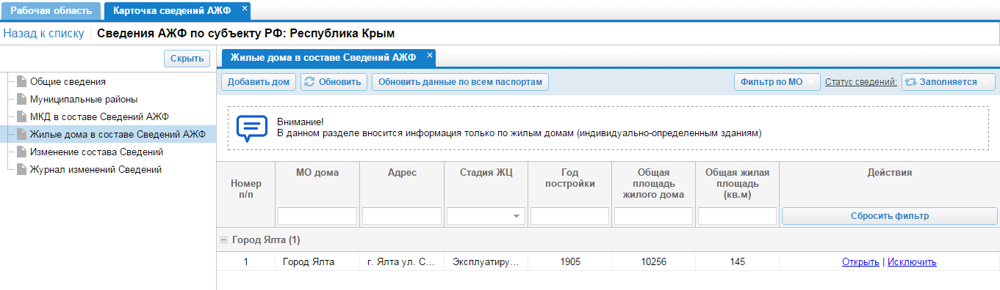 Рабочая область Карточка сведений АЖФ ×
Назад к списку Сведения АЖФ по субъекту РФ: Республика Крым
Скрыть
Общие сведения
Муниципальные районы
МКД в составе Сведений АЖФ
Жилые дома в составе Сведений АЖФ
Изменение состава Сведений
Журнал изменений Сведений
Жилые дома в составе Сведений АЖФ ×
Добавить дом Обновить Обновить данные по всем паспортам Фильтр по МО Статус сведений: Заполняется
Внимание!
В данном разделе вносится информация только по жилым домам (индивидуально-определенным зданиям)
Номер п/п МО дома Адрес Стадия ЖЦ Год постройки Общая площадь жилого дома Общая жилая площадь (кв.м) Действия
Сбросить фильтр
Город Ялта (1)
1 Город Ялта г. Ялта ул. С... Эксплуатиру... 1905 10256 145 Открыть | Исключить